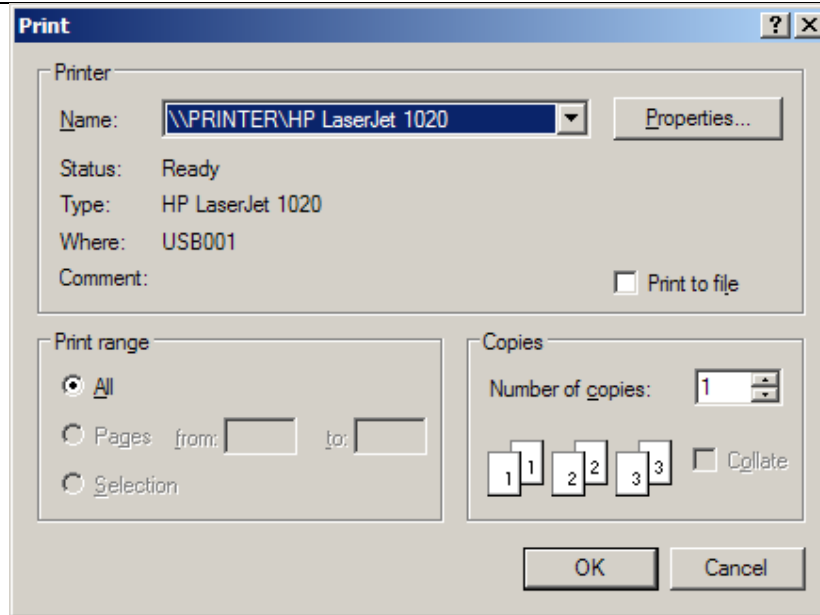 Print
Printer
Name: \\PRINTER\HP LaserJet 1020 Properties...
Status: Ready
Type: HP LaserJet 1020
Where: USB001
Comment: Print to file
Print range
All
Pages from: to:
Selection
Copies
Number of copies: 1
1 1 2 2 3 3 Collate
OK Cancel